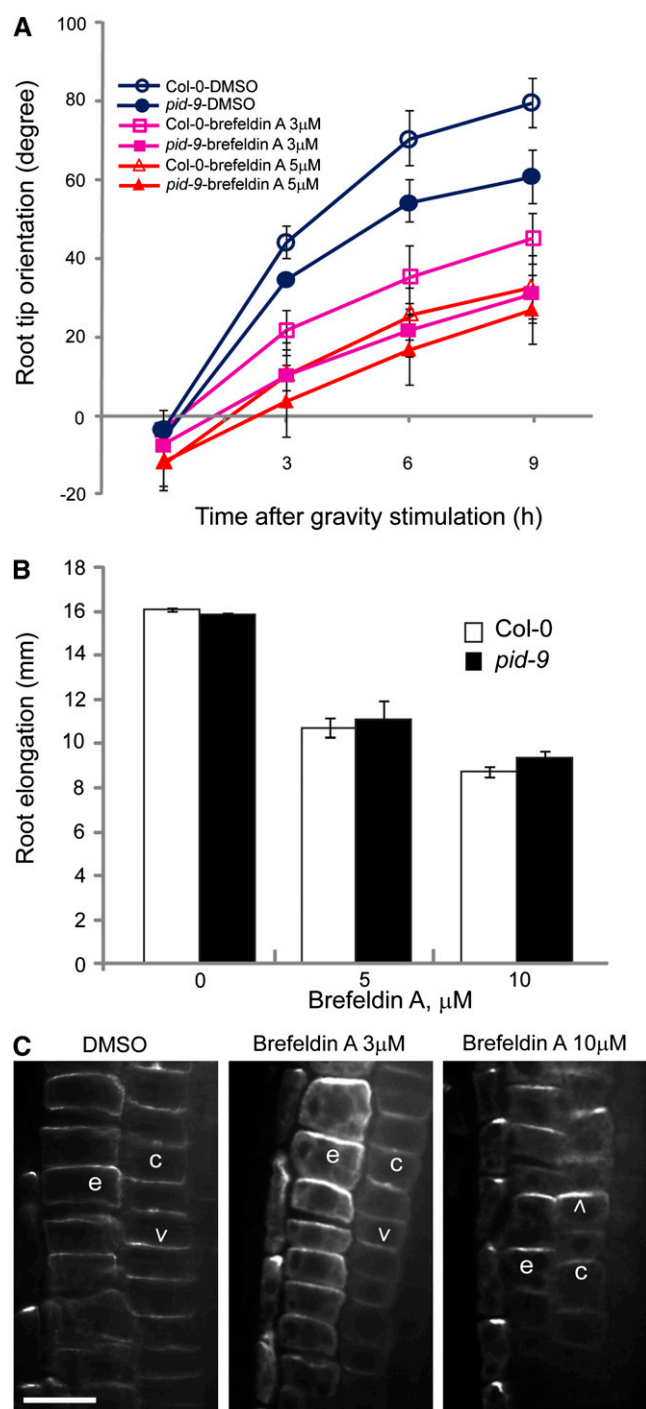 A
Root tip orientation (degree)
100
80
60
40
20
0
-20
Col-0-DMSO
pid-9-DMSO
Col-0-brefeldin A 3μM
pid-9-brefeldin A 3μM
Col-0-brefeldin A 5μM
pid-9-brefeldin A 5μM
3 6 9
Time after gravity stimulation (h)
B
Root elongation (mm)
18
16
14
12
10
8
6
4
2
0
Col-0
pid-9
0 5 10
Brefeldin A, μM
C
DMSO Brefeldin A 3μM Brefeldin A 10μM
e c v
e c v
^ e c